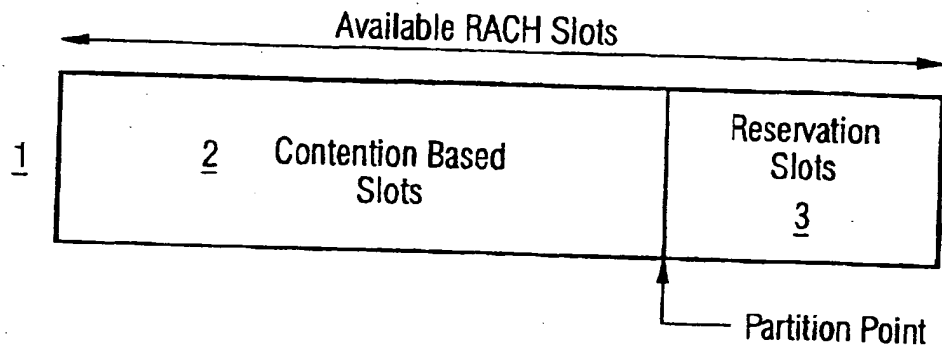 Available RACH Slots
1
2 Contention Based
Slots
Reservation
Slots
3
Partition Point